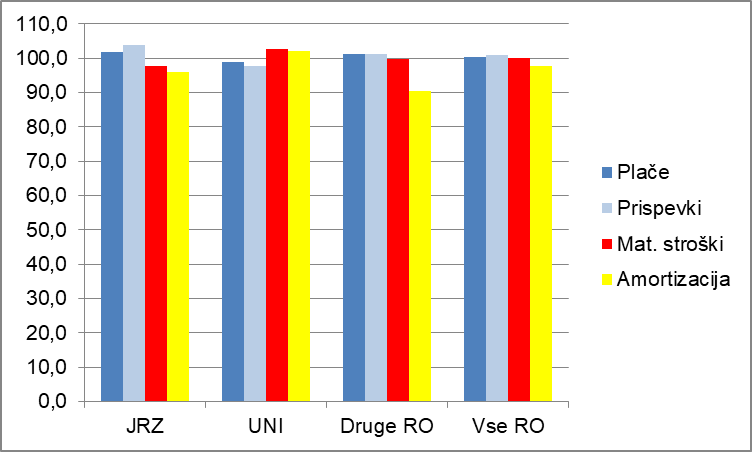 110,0
100,0
90,0
80,0
70,0
60,0
50,0
40,0
30,0
20,0
10,0
0,0
JRZ UNI Druge RO Vse RO
Plače
Prispevki
Mat. stroški
Amortizacija